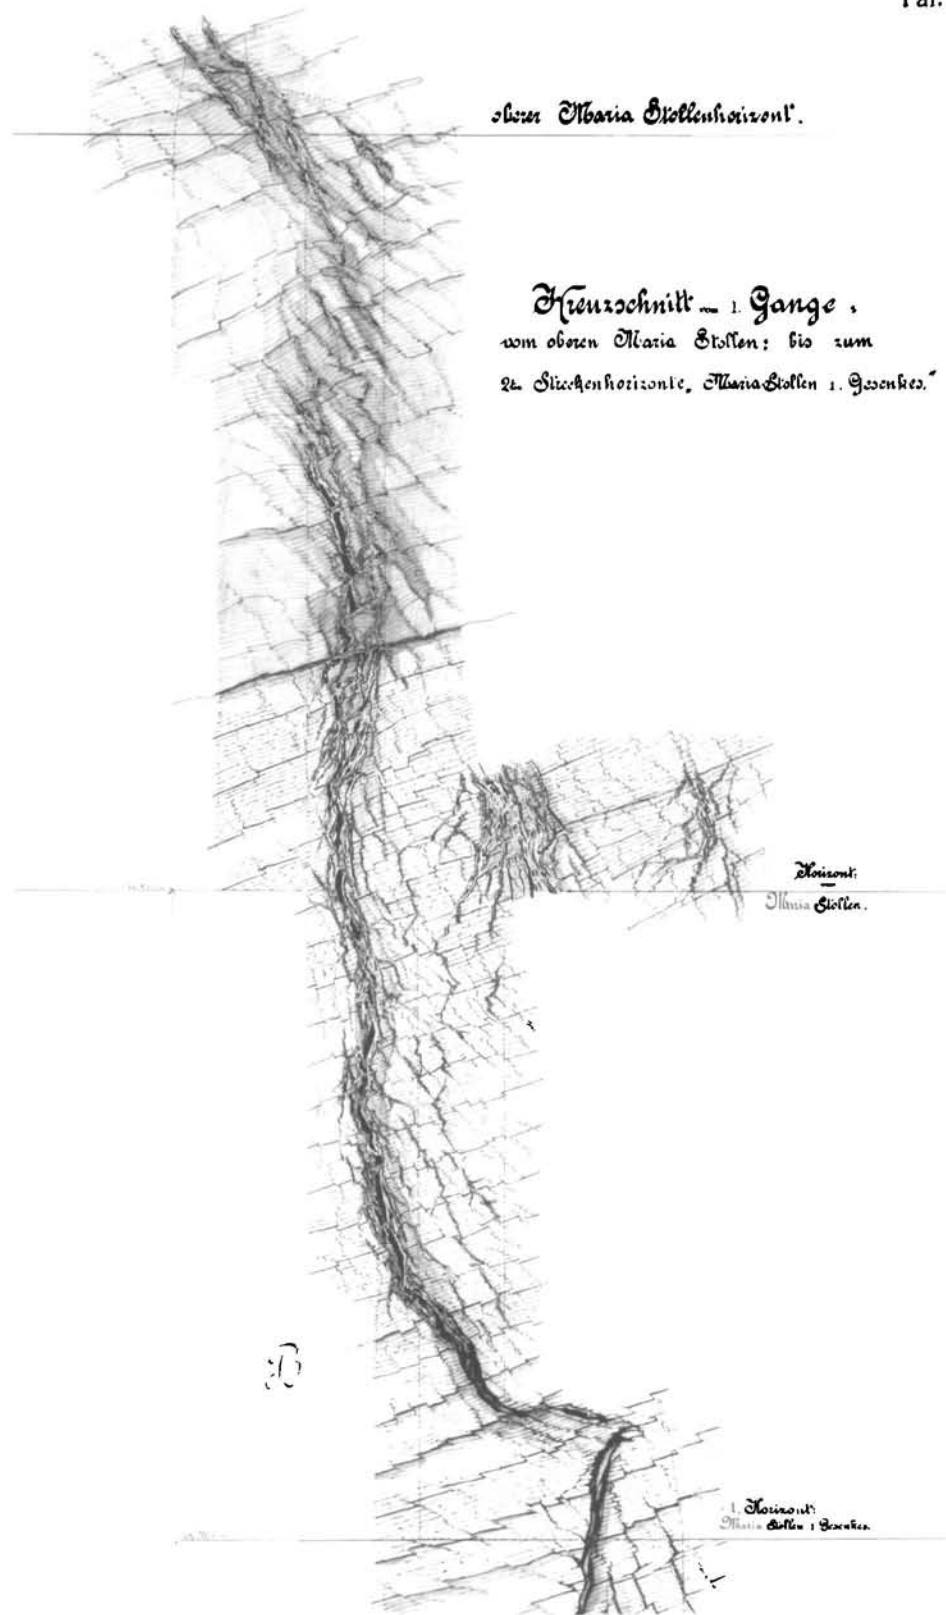 Taf.
oberer Maria Stollenhorizont.
Kreuzschnitt vom 1. Gange,
vom oberen Maria Stollen: bis zum
2t. Streckenhorizonte, Maria-Stollen 1. Gesenkes."
Horizont:
Maria Stollen.
B
1. Horizont:
Maria Stollen 1 Gesenkes.